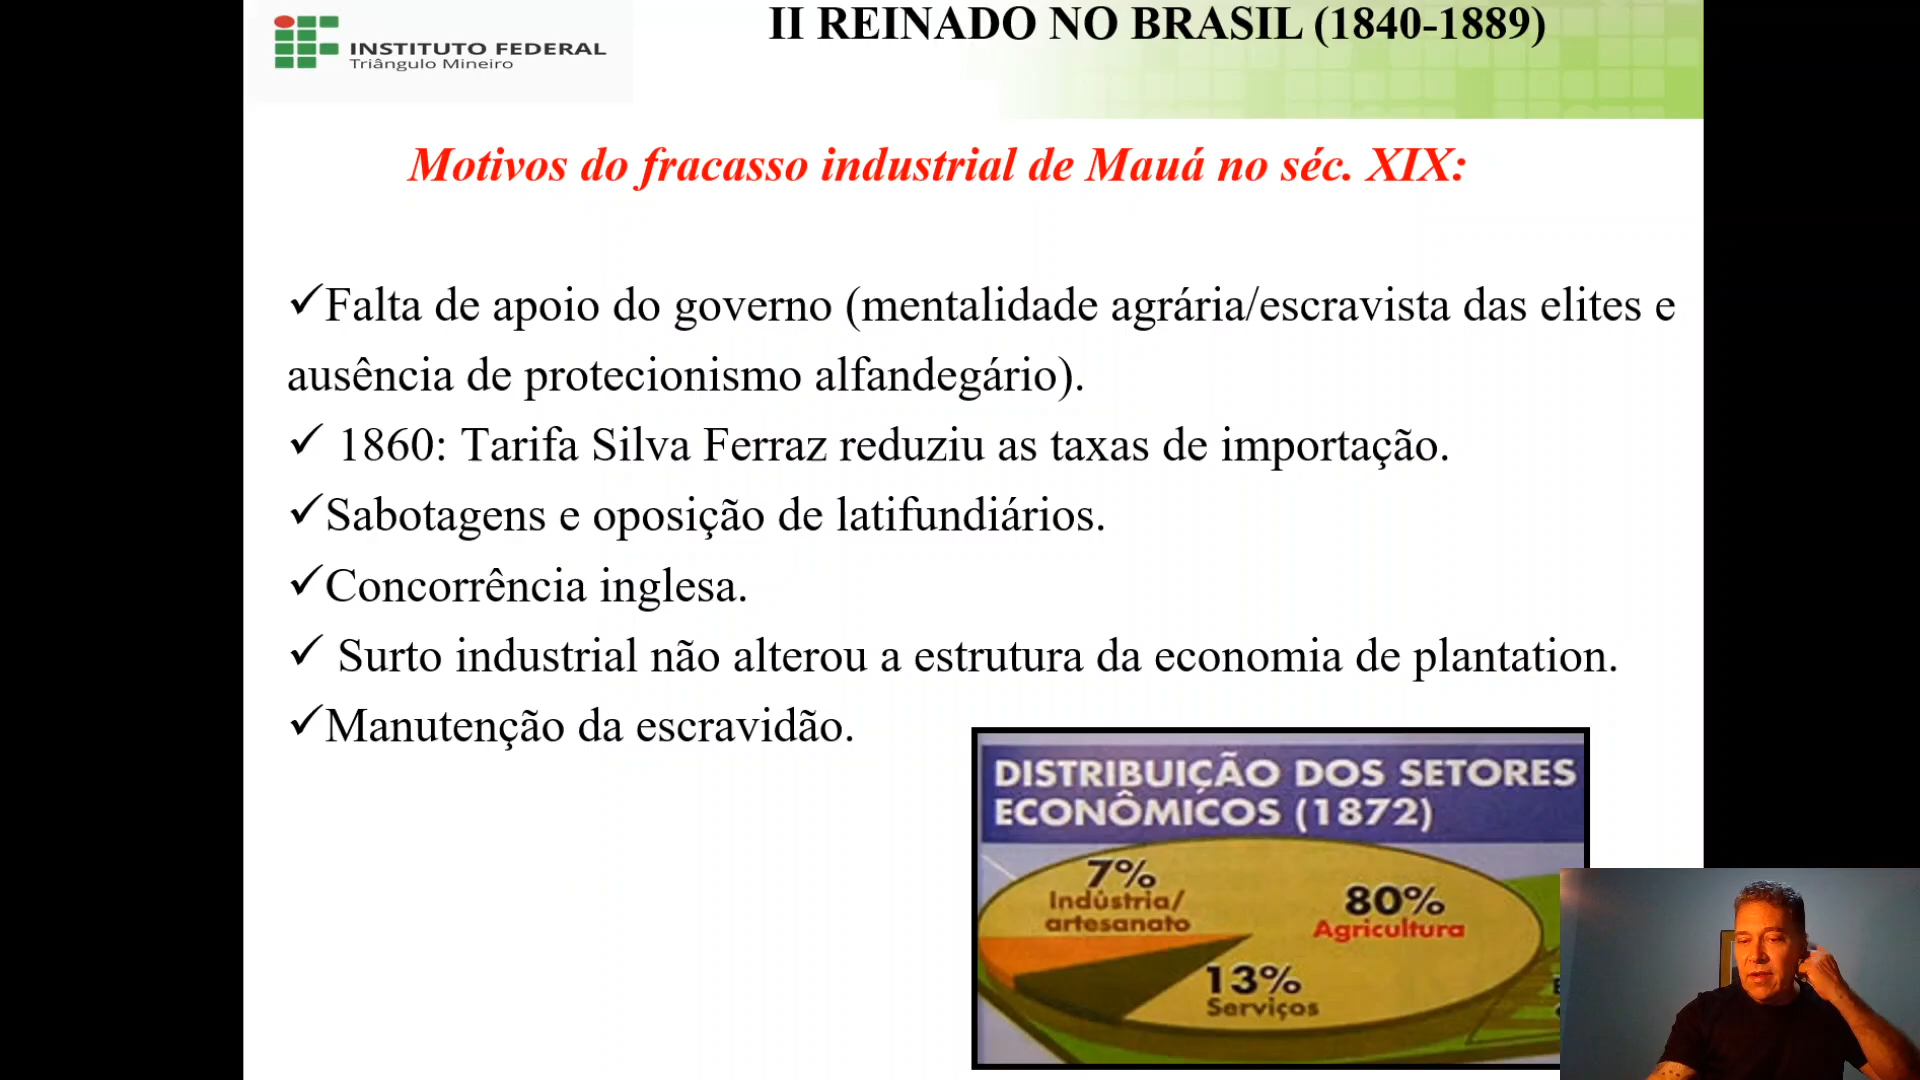 INSTITUTO FEDERAL
Triângulo Mineiro
II REINADO NO BRASIL (1840-1889)
Motivos do fracasso industrial de Mauá no séc. XIX:
✓Falta de apoio do governo (mentalidade agrária/escravista das elites e
ausência de protecionismo alfandegário).
✓ 1860: Tarifa Silva Ferraz reduziu as taxas de importação.
✓Sabotagens e oposição de latifundiários.
✓Concorrência inglesa.
✓ Surto industrial não alterou a estrutura da economia de plantation.
✓Manutenção da escravidão.
DISTRIBUIÇÃO DOS SETORES
ECONÔMICOS (1872)
7%
Indústria/
artesanato
80%
Agricultura
13%
Serviços